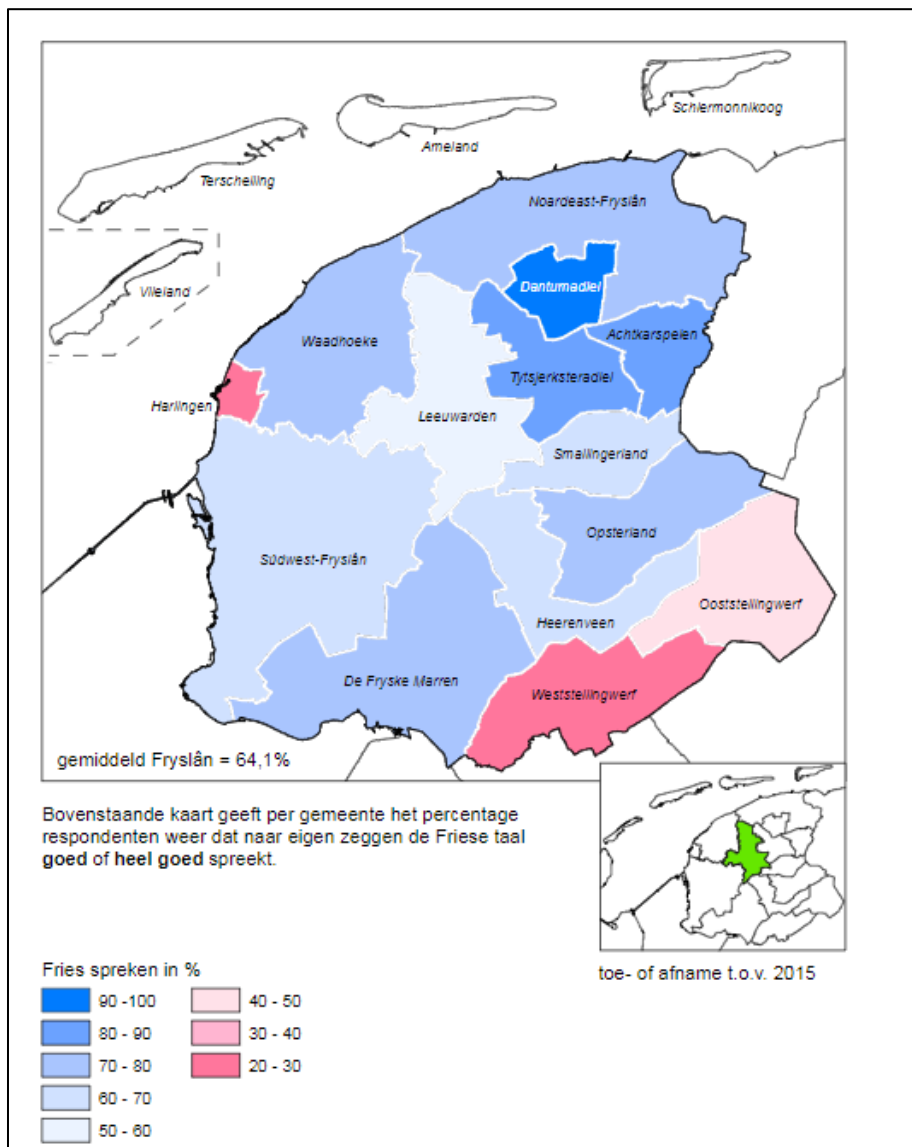 Schiermonnikoog
Ameland
Terschelling
Noardeast-Fryslân
Vlieland
Dantumadiel
Achtkarspelen
Waadhoeke
Tytsjerksteradiel
Harlingen
Leeuwarden
Smallingerland
Opsterland
Súdwest-Fryslân
Ooststellingwerf
Heerenveen
De Fryske Marren
Weststellingwerf
gemiddeld Fryslân = 64,1%
Bovenstaande kaart geeft per gemeente het percentage
respondenten weer dat naar eigen zeggen de Friese taal
goed of heel goed spreekt.
toe- of afname t.o.v. 2015
Fries spreken in %
90 -100
80 - 90
70 - 80
60 - 70
50 - 60
40 - 50
30 - 40
20 - 30